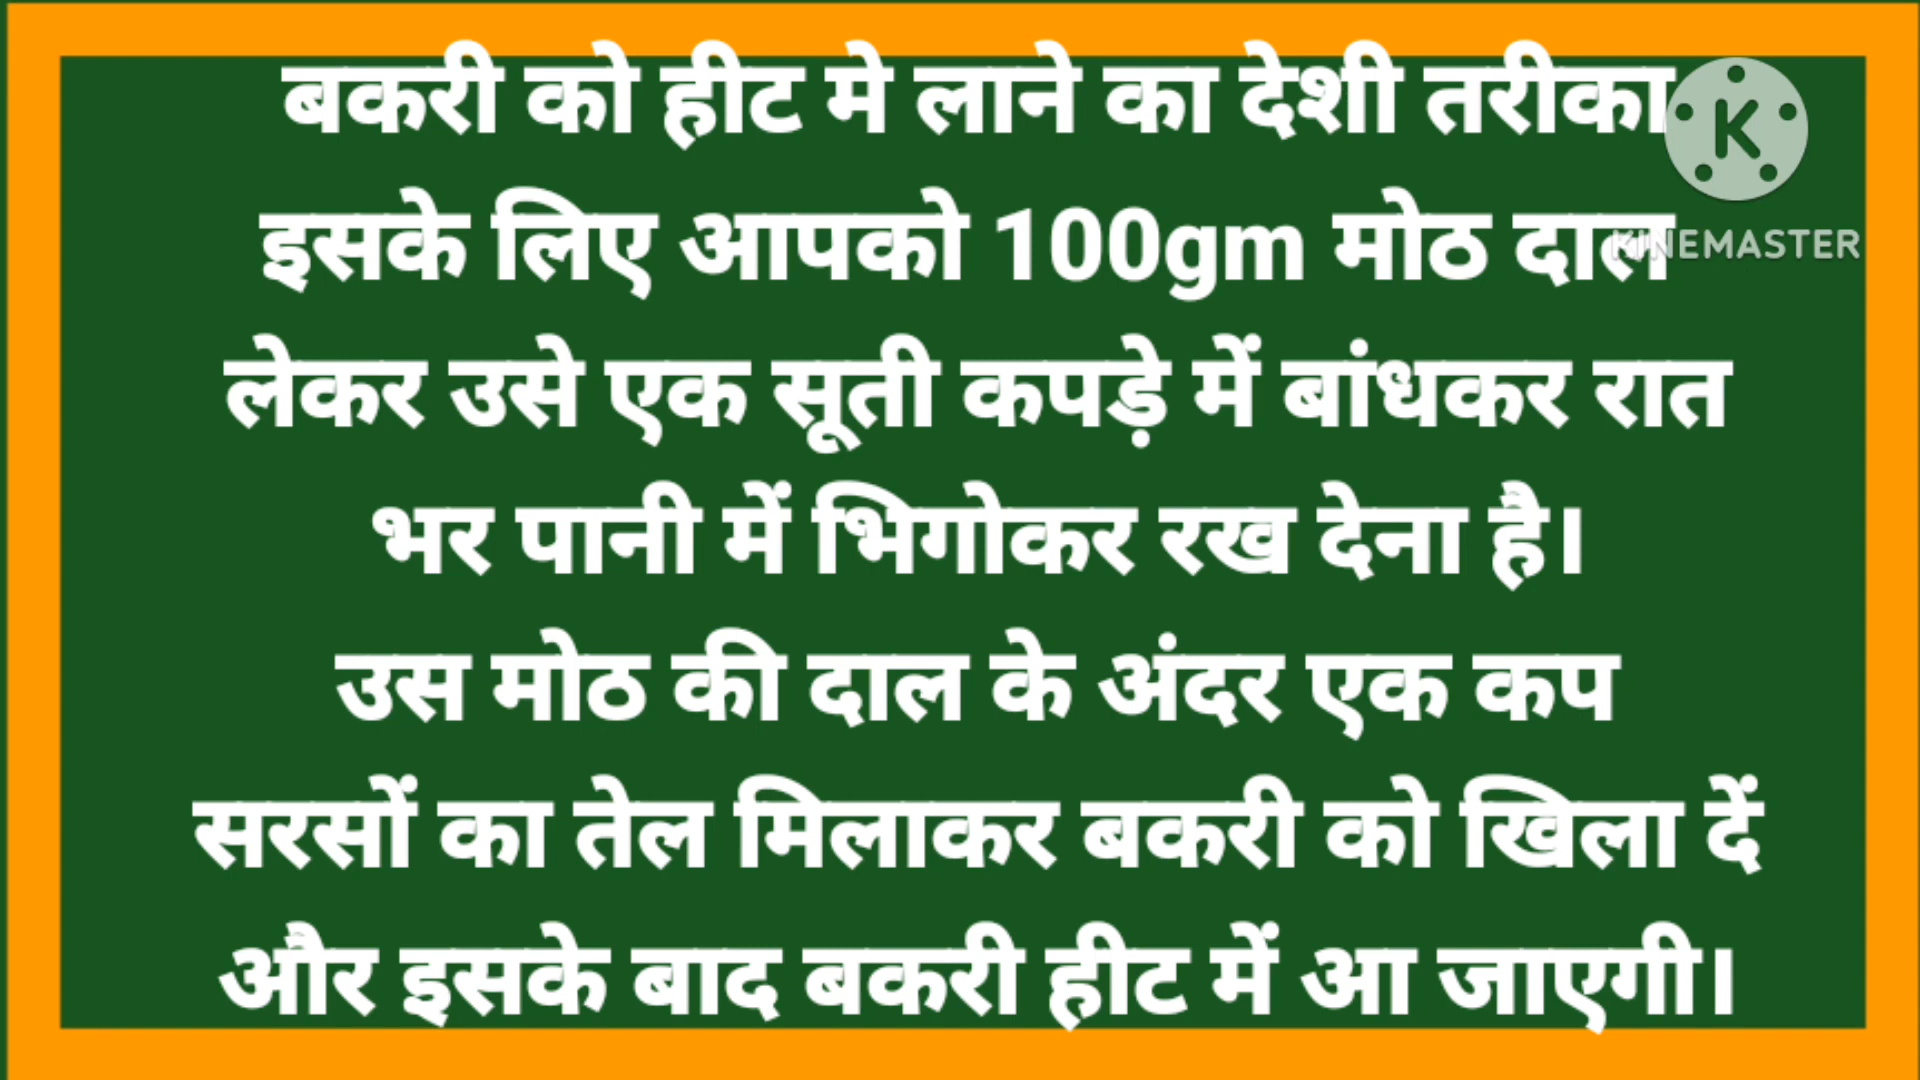 बकरी को हीट मे लाने का देशी तरीका
इसके लिए आपको 100gm मोठ दाल
लेकर उसे एक सूती कपड़े में बांधकर रात
भर पानी में भिगोकर रख देना है।
उस मोठ की दाल के अंदर एक कप
सरसों का तेल मिलाकर बकरी को खिला दें
और इसके बाद बकरी हीट में आ जाएगी।
K
KINEMASTER